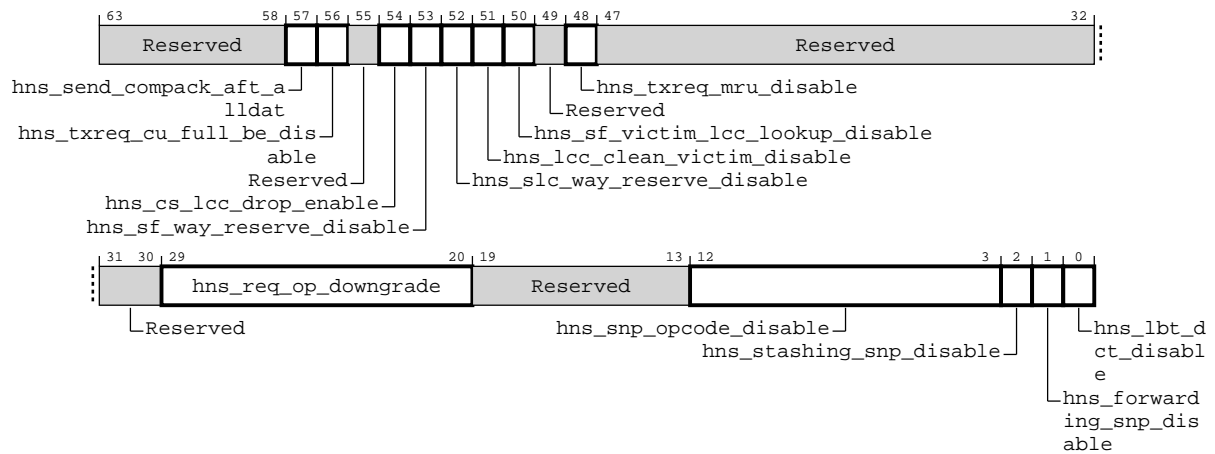 63 58 57 56 55 54 53 52 51 50 49 48 47 32
Reserved Reserved
hns_send_compack_aft_a hns_txreq_mru_disable
lldat Reserved
hns_txreq_cu_full_be_dis hns_sf_victim_lcc_lookup_disable
able hns_lcc_clean_victim_disable
Reserved hns_slc_way_reserve_disable
hns_cs_lcc_drop_enable
hns_sf_way_reserve_disable
31 30 29 20 19 13 12 3 2 1 0
hns_req_op_downgrade Reserved
Reserved hns_snp_opcode_disable hns_lbt_d
hns_stashing_snp_disable ct_disabl
e
hns_forward
ing_snp_dis
able